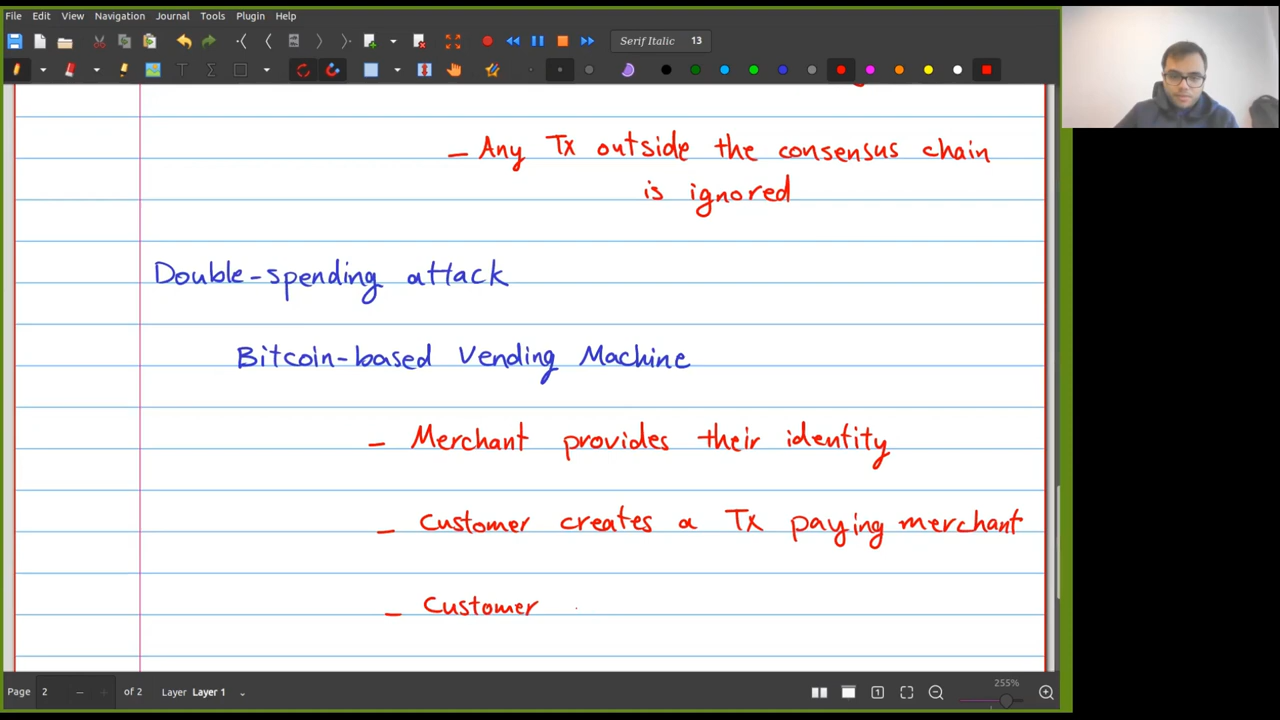 File Edit View Navigation Journal Tools Plugin Help
Serif Italic 13
- Any Tx outside the consensus chain
is ignored
Double-spending attack
Bitcoin-based Vending Machine
- Merchant provides their identity
- Customer creates a Tx paying merchant
- Customer
Page 2 of 2 Layer Layer 1 255%